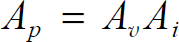 A_p = A_v A_i